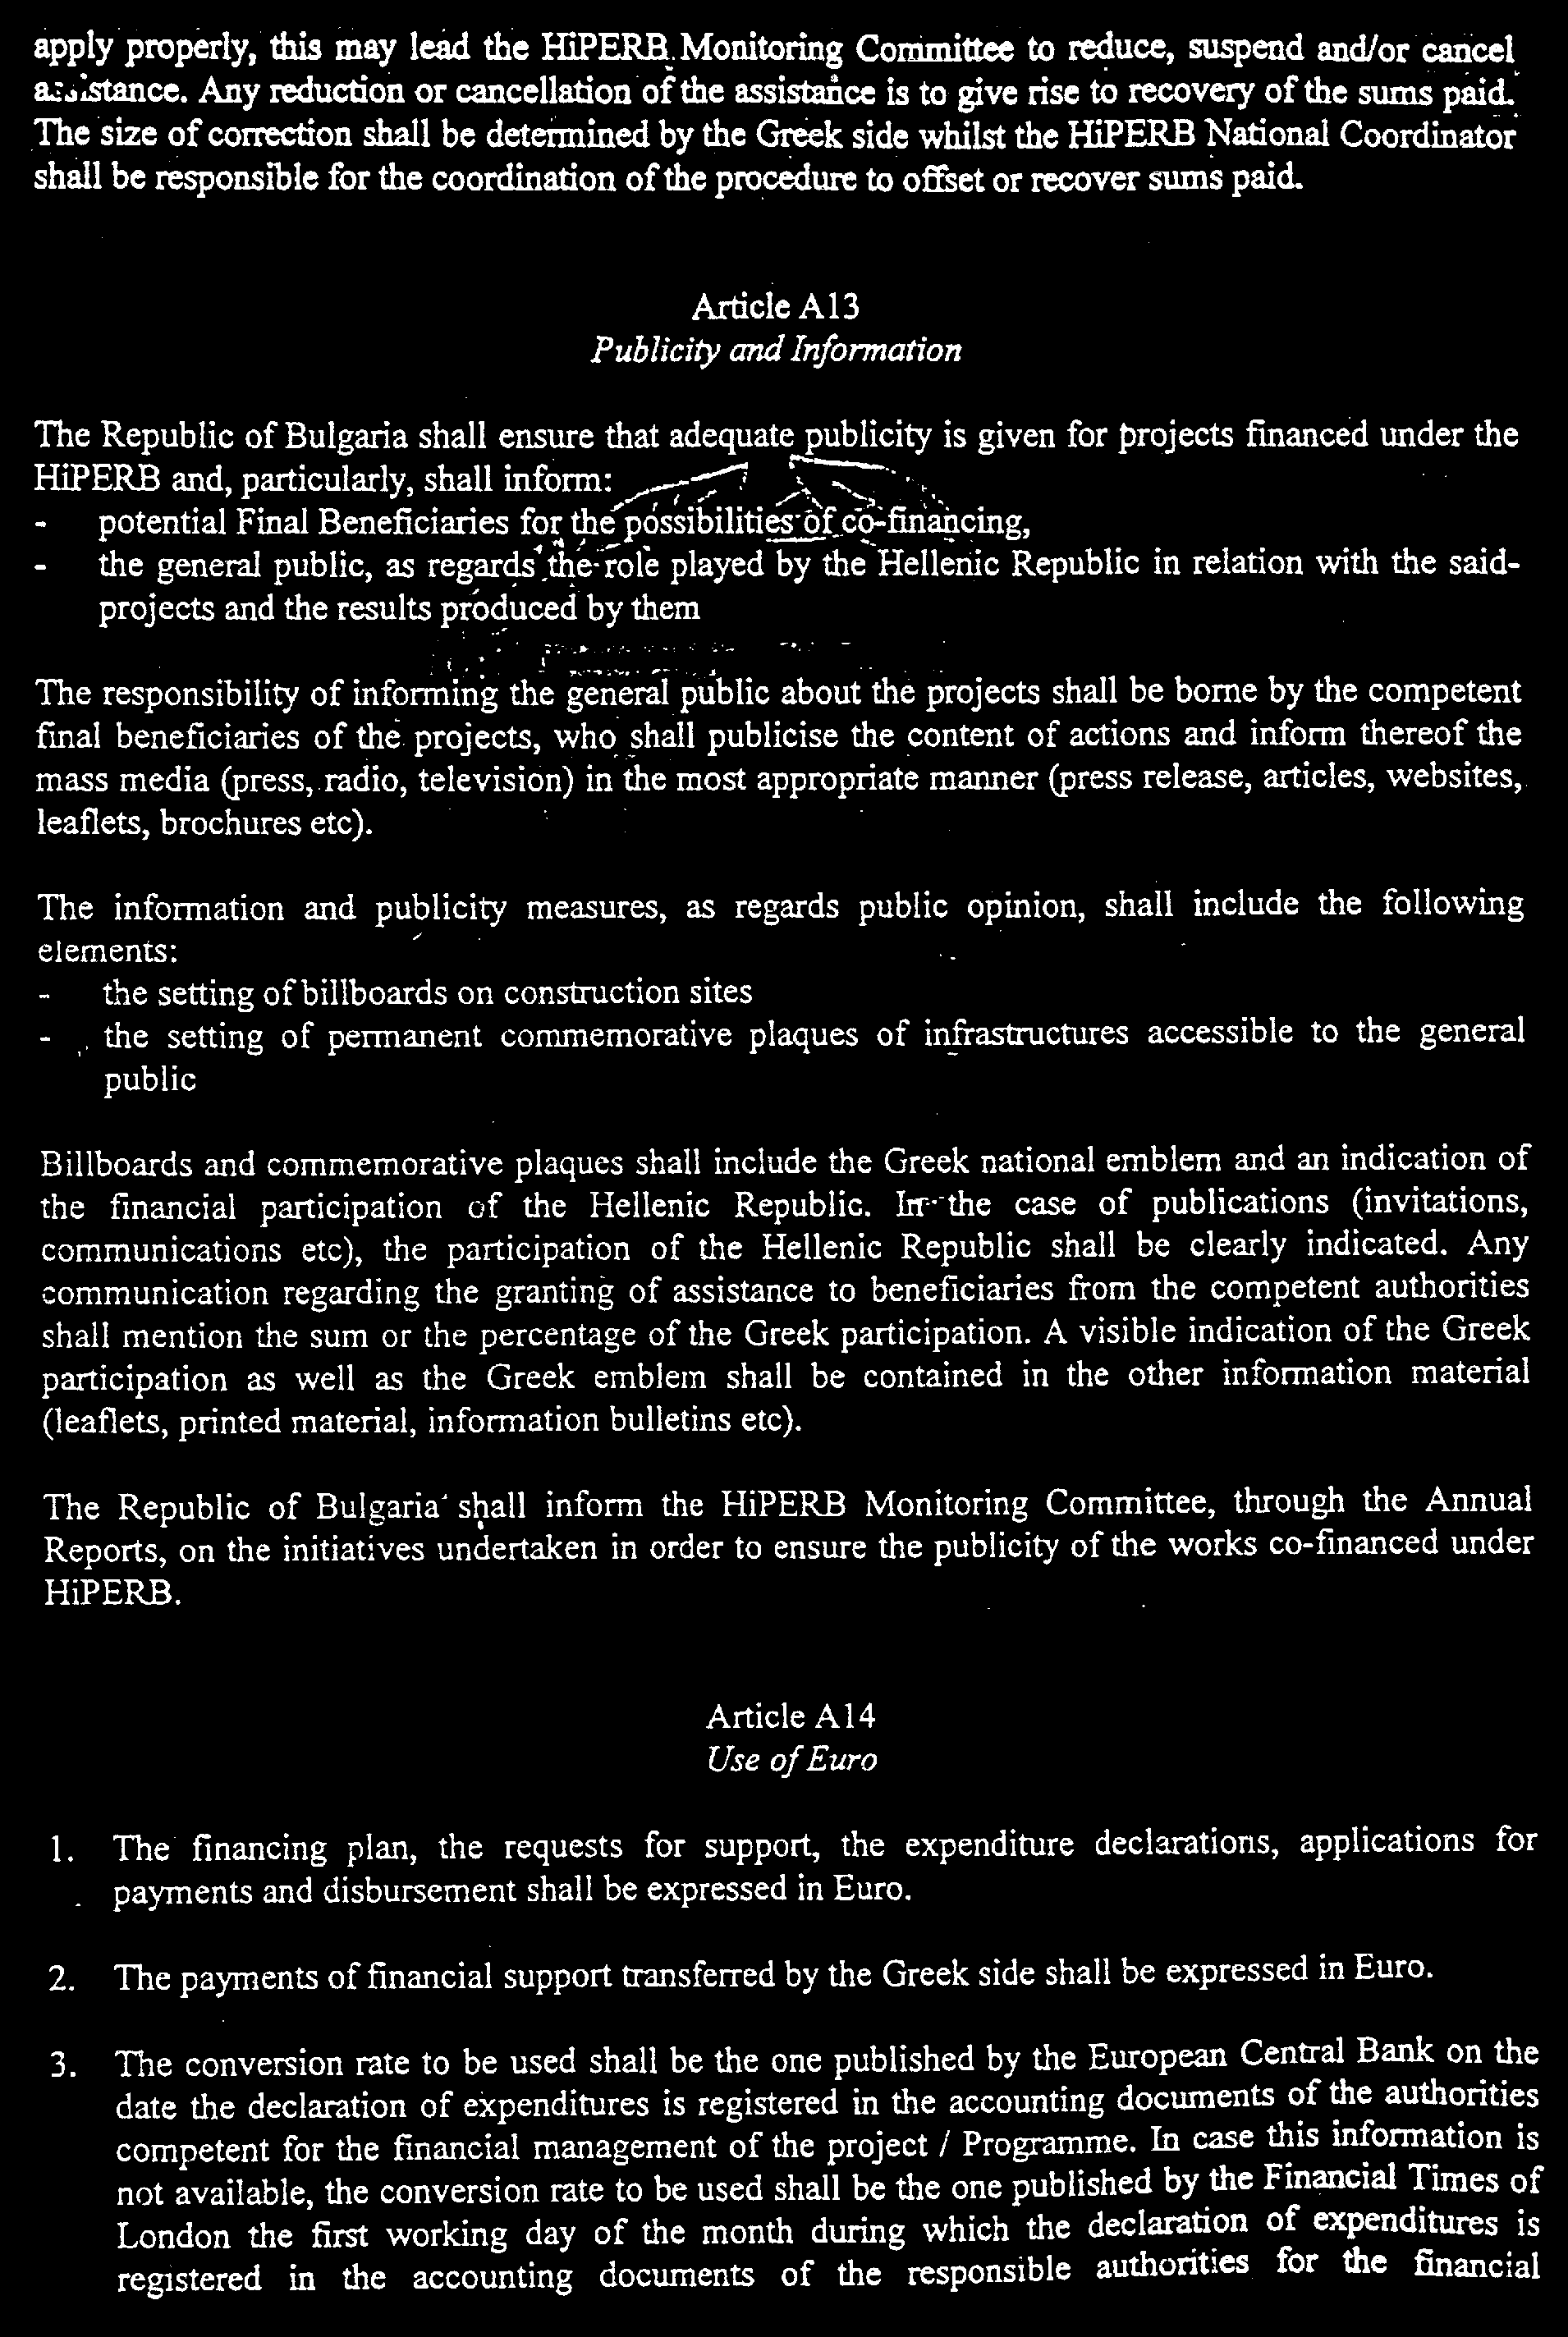 apply properly, this may lead the HiPERB Monitoring Committee to reduce, suspend and/or cancel
assistance. Any reduction or cancellation of the assistance is to give rise to recovery of the sums paid.
The size of correction shall be determined by the Greek side whilst the HiPERB National Coordinator
shall be responsible for the coordination of the procedure to offset or recover sums paid.
Article A13
Publicity and Information
The Republic of Bulgaria shall ensure that adequate publicity is given for projects financed under the
HiPERB and, particularly, shall inform:
- potential Final Beneficiaries for the possibilities of co-financing,
- the general public, as regards the role played by the Hellenic Republic in relation with the said-
projects and the results produced by them
The responsibility of informing the general public about the projects shall be borne by the competent
final beneficiaries of the projects, who shall publicise the content of actions and inform thereof the
mass media (press, radio, television) in the most appropriate manner (press release, articles, websites,
leaflets, brochures etc).
The information and publicity measures, as regards public opinion, shall include the following
elements:
- the setting of billboards on construction sites
- the setting of permanent commemorative plaques of infrastructures accessible to the general
public
Billboards and commemorative plaques shall include the Greek national emblem and an indication of
the financial participation of the Hellenic Republic. In the case of publications (invitations,
communications etc), the participation of the Hellenic Republic shall be clearly indicated. Any
communication regarding the granting of assistance to beneficiaries from the competent authorities
shall mention the sum or the percentage of the Greek participation. A visible indication of the Greek
participation as well as the Greek emblem shall be contained in the other information material
(leaflets, printed material, information bulletins etc).
The Republic of Bulgaria shall inform the HiPERB Monitoring Committee, through the Annual
Reports, on the initiatives undertaken in order to ensure the publicity of the works co-financed under
HiPERB.
Article A14
Use of Euro
1. The financing plan, the requests for support, the expenditure declarations, applications for
payments and disbursement shall be expressed in Euro.
2. The payments of financial support transferred by the Greek side shall be expressed in Euro.
3. The conversion rate to be used shall be the one published by the European Central Bank on the
date the declaration of expenditures is registered in the accounting documents of the authorities
competent for the financial management of the project / Programme. In case this information is
not available, the conversion rate to be used shall be the one published by the Financial Times of
London the first working day of the month during which the declaration of expenditures is
registered in the accounting documents of the responsible authorities for the financial